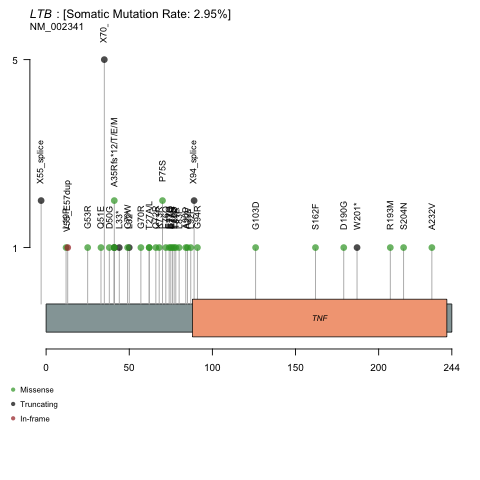 LTB : [Somatic Mutation Rate: 2.95%]
NM_002341
X70_
5
X55_splice
A35Rfs*12/T/E/M
P75S
X94_splice
G53R
Q51E
D50G
L33*
G70R
G94R
G103D
S162F
D190G
W201*
R193M
S204N
A232V
1
TNF
0 50 100 150 200 244
Missense
Truncating
In-frame